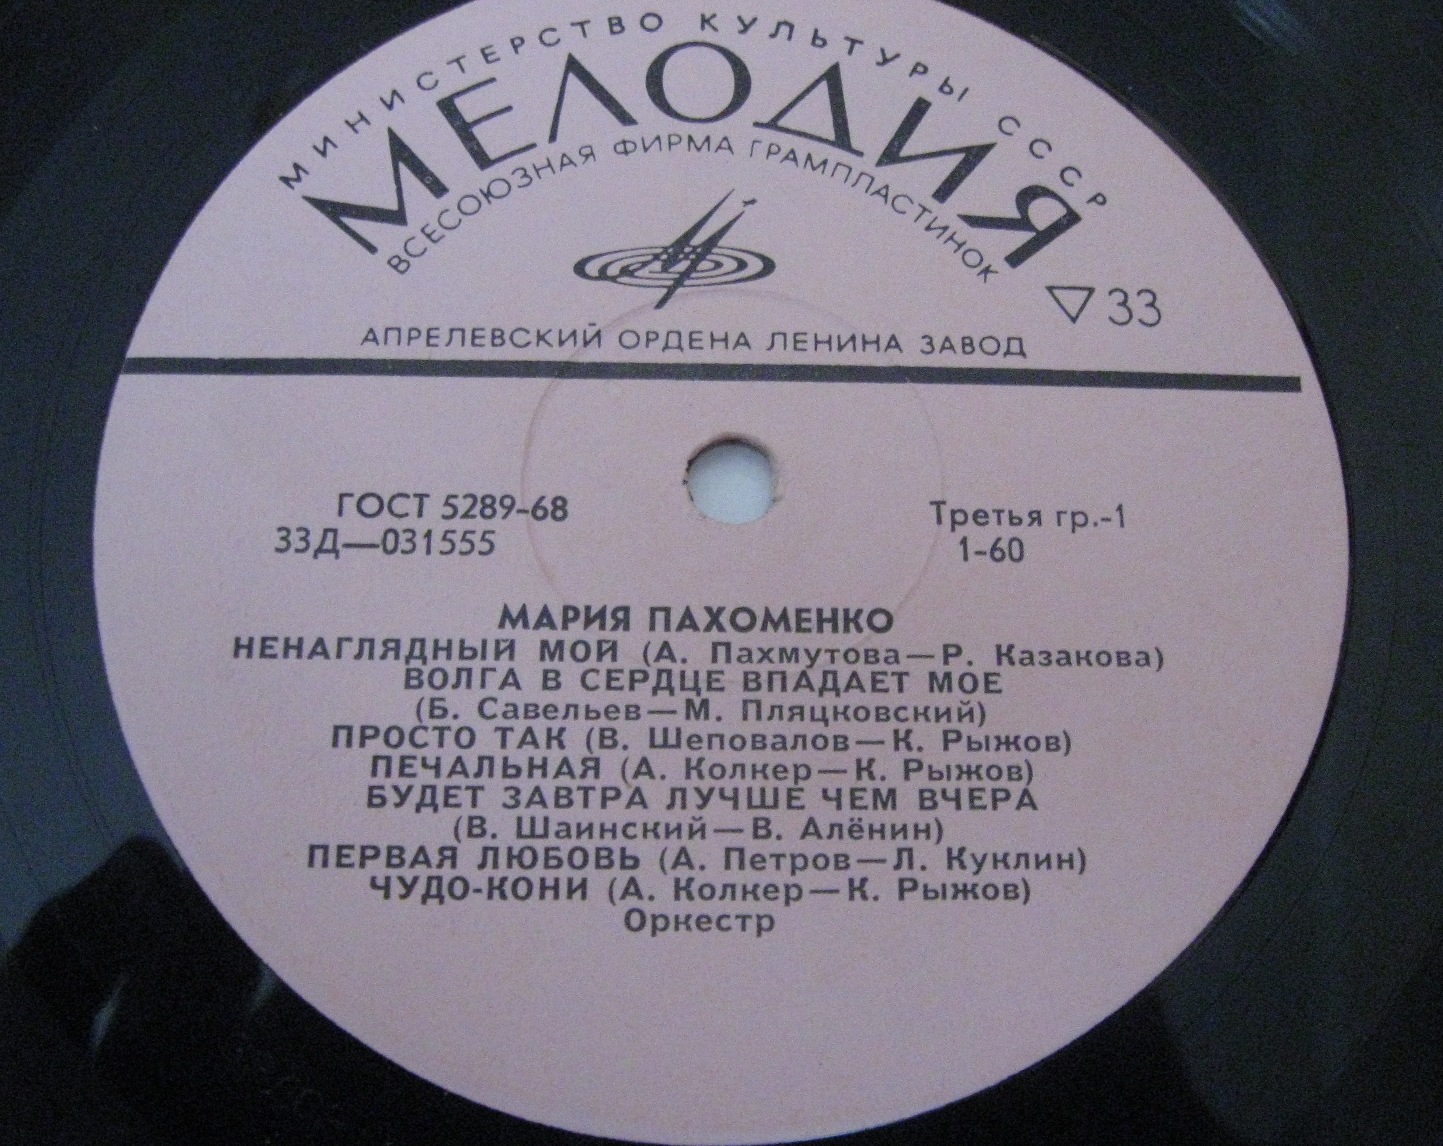 МИНИСТЕРСТВО КУЛЬТУРЫ СССР
МЕЛОДИЯ
ВСЕСОЮЗНАЯ ФИРМА ГРАМПЛАСТИНОК
33
АПРЕЛЕВСКИЙ ОРДЕНА ЛЕНИНА ЗАВОД
ГОСТ 5289-68
Третья гр.-1
33Д—031555
1-60
МАРИЯ ПАХОМЕНКО
НЕНАГЛЯДНЫЙ МОЙ (А. Пахмутова—Р. Казакова)
ВОЛГА В СЕРДЦЕ ВПАДАЕТ МОЕ
(Б. Савельев—М. Пляцковский)
ПРОСТО ТАК (В. Шеповалов—К. Рыжов)
ПЕЧАЛЬНАЯ (А. Колкер—К. Рыжов)
БУДЕТ ЗАВТРА ЛУЧШЕ ЧЕМ ВЧЕРА
(В. Шаинский—В. Алёнин)
ПЕРВАЯ ЛЮБОВЬ (А. Петров—Л. Куклин)
ЧУДО-КОНИ (А. Колкер—К. Рыжов)
Оркестр